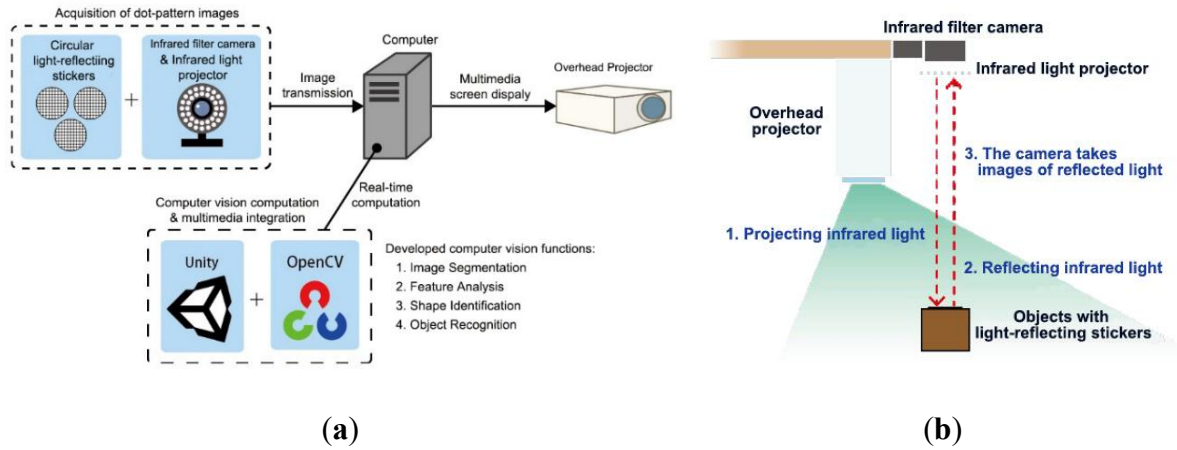 Acquisition of dot-pattern images
Circular
light-reflectiing
stickers
+
Infrared filter camera
& Infrared light
projector
Image
transmission
Computer
Multimedia
screen dispaly
Overhead Projector
Real-time
computation
Computer vision computation
& multimedia integration
Unity
+
OpenCV
Developed computer vision functions:
1. Image Segmentation
2. Feature Analysis
3. Shape Identification
4. Object Recognition
(a)
Infrared filter camera
Infrared light projector
Overhead
projector
3. The camera takes
images of reflected light
1. Projecting infrared light
2. Reflecting infrared light
Objects with
light-reflecting stickers
(b)